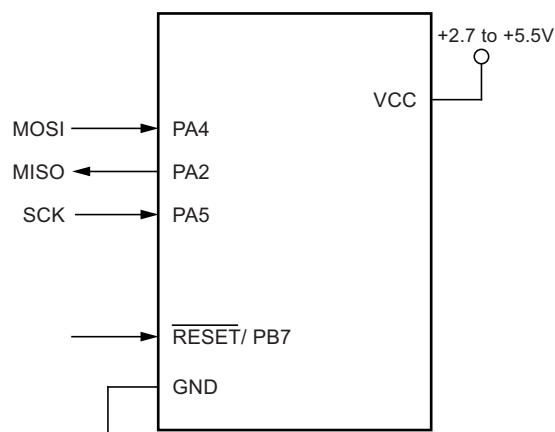 +2.7 to +5.5V
VCC
MOSI PA4
MISO PA2
SCK PA5
RESET/ PB7
GND